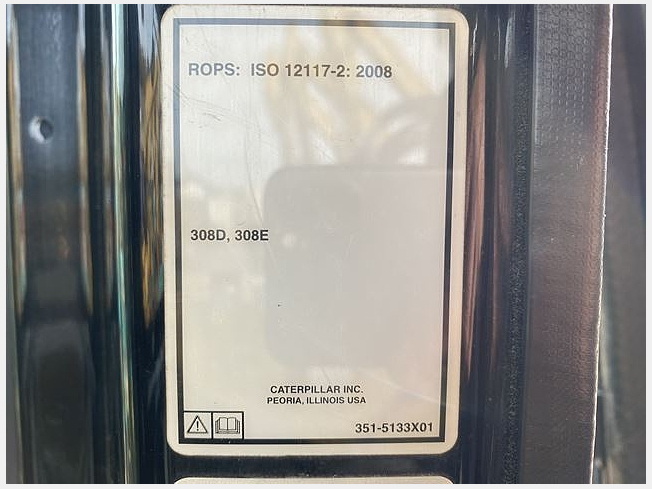 ROPS: ISO 12117-2: 2008
308D, 308E
CATERPILLAR INC.
PEORIA, ILLINOIS USA
351-5133X01